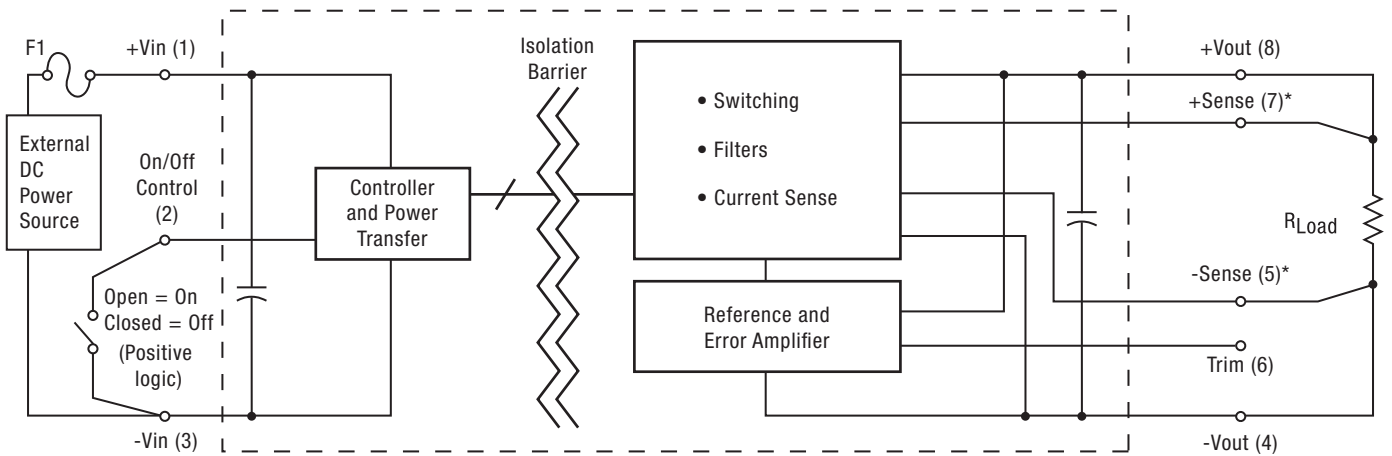 F1
+Vin (1)
External
DC
Power
Source
On/Off
Control
(2)
Open = On
Closed = Off
(Positive
logic)
-Vin (3)
Controller
and Power
Transfer
Isolation
Barrier
• Switching
• Filters
• Current Sense
Reference and
Error Amplifier
+Vout (8)
+Sense (7)*
RLoad
-Sense (5)*
Trim (6)
-Vout (4)